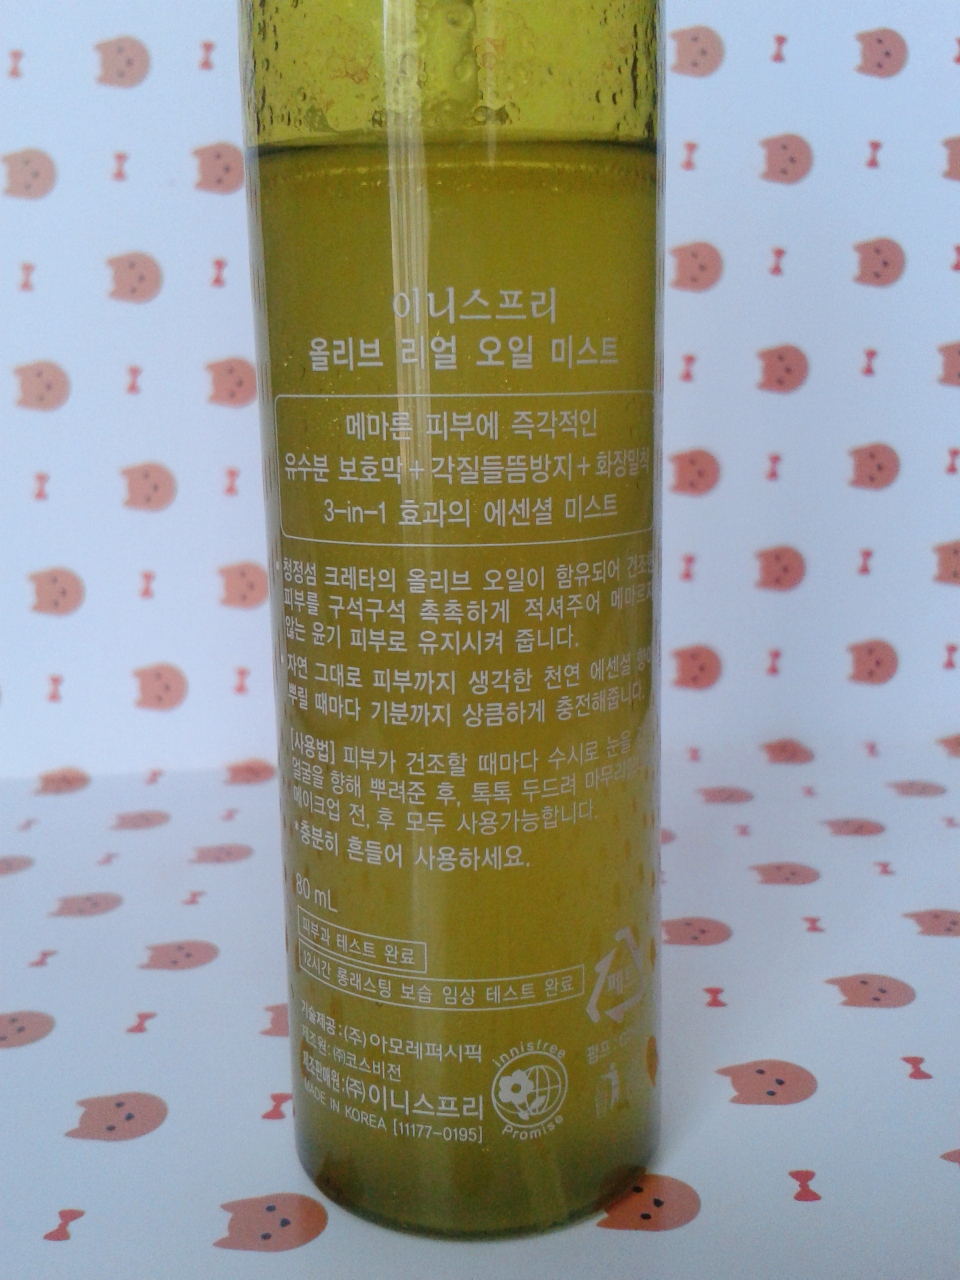 이니스프리
올리브 리얼 오일 미스트
메마른 피부에 즉각적인
유수분 보호막+각질들뜸방지+화장밀착
3-in-1 효과의 에센셜 미스트
•청정섬 크레타의 올리브 오일이 함유되어
피부를 구석구석 촉촉하게 적셔주어
않는 윤기 피부로 유지시켜 줍니다.
•자연 그대로 피부까지 생각한 천연 에센셜
뿌릴 때마다 기분까지 상큼하게 충전해줍니다.
[사용법] 피부가 건조할 때마다 수시로 눈을
얼굴을 향해 뿌려준 후, 톡톡 두드려
메이크업 전, 후 모두 사용가능합니다.
*충분히 흔들어 사용하세요.
80 mL
피부과 테스트 완료
12시간 롱래스팅 보습 임상 테스트 완료
페트
기술제공:(주)아모레퍼시픽
제조원:(주)코스비전
제조판매원:(주)이니스프리
MADE IN KOREA [11177-0195]
innisfree
Promise
펌프: